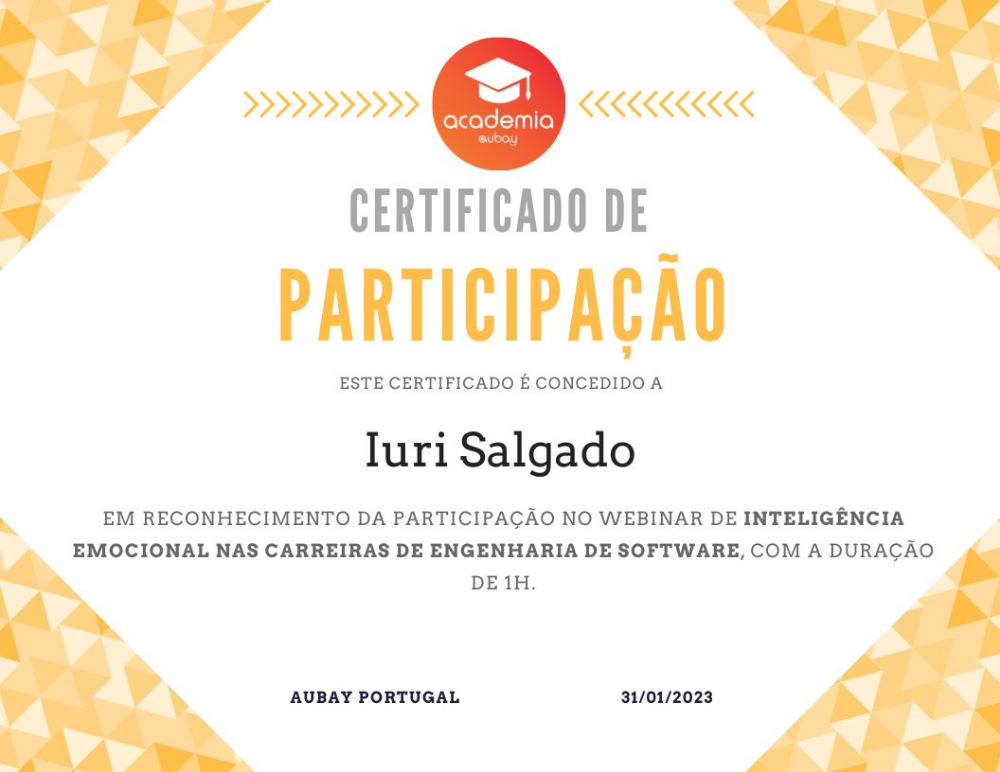 academia
@ubay
CERTIFICADO DE
PARTICIPAÇÃO
ESTE CERTIFICADO É CONCEDIDO A
Iuri Salgado
EM RECONHECIMENTO DA PARTICIPAÇÃO NO WEBINAR DE INTELIGÊNCIA
EMOCIONAL NAS CARREIRAS DE ENGENHARIA DE SOFTWARE, COM A DURAÇÃO
DE 1H.
AUBAY PORTUGAL 31/01/2023